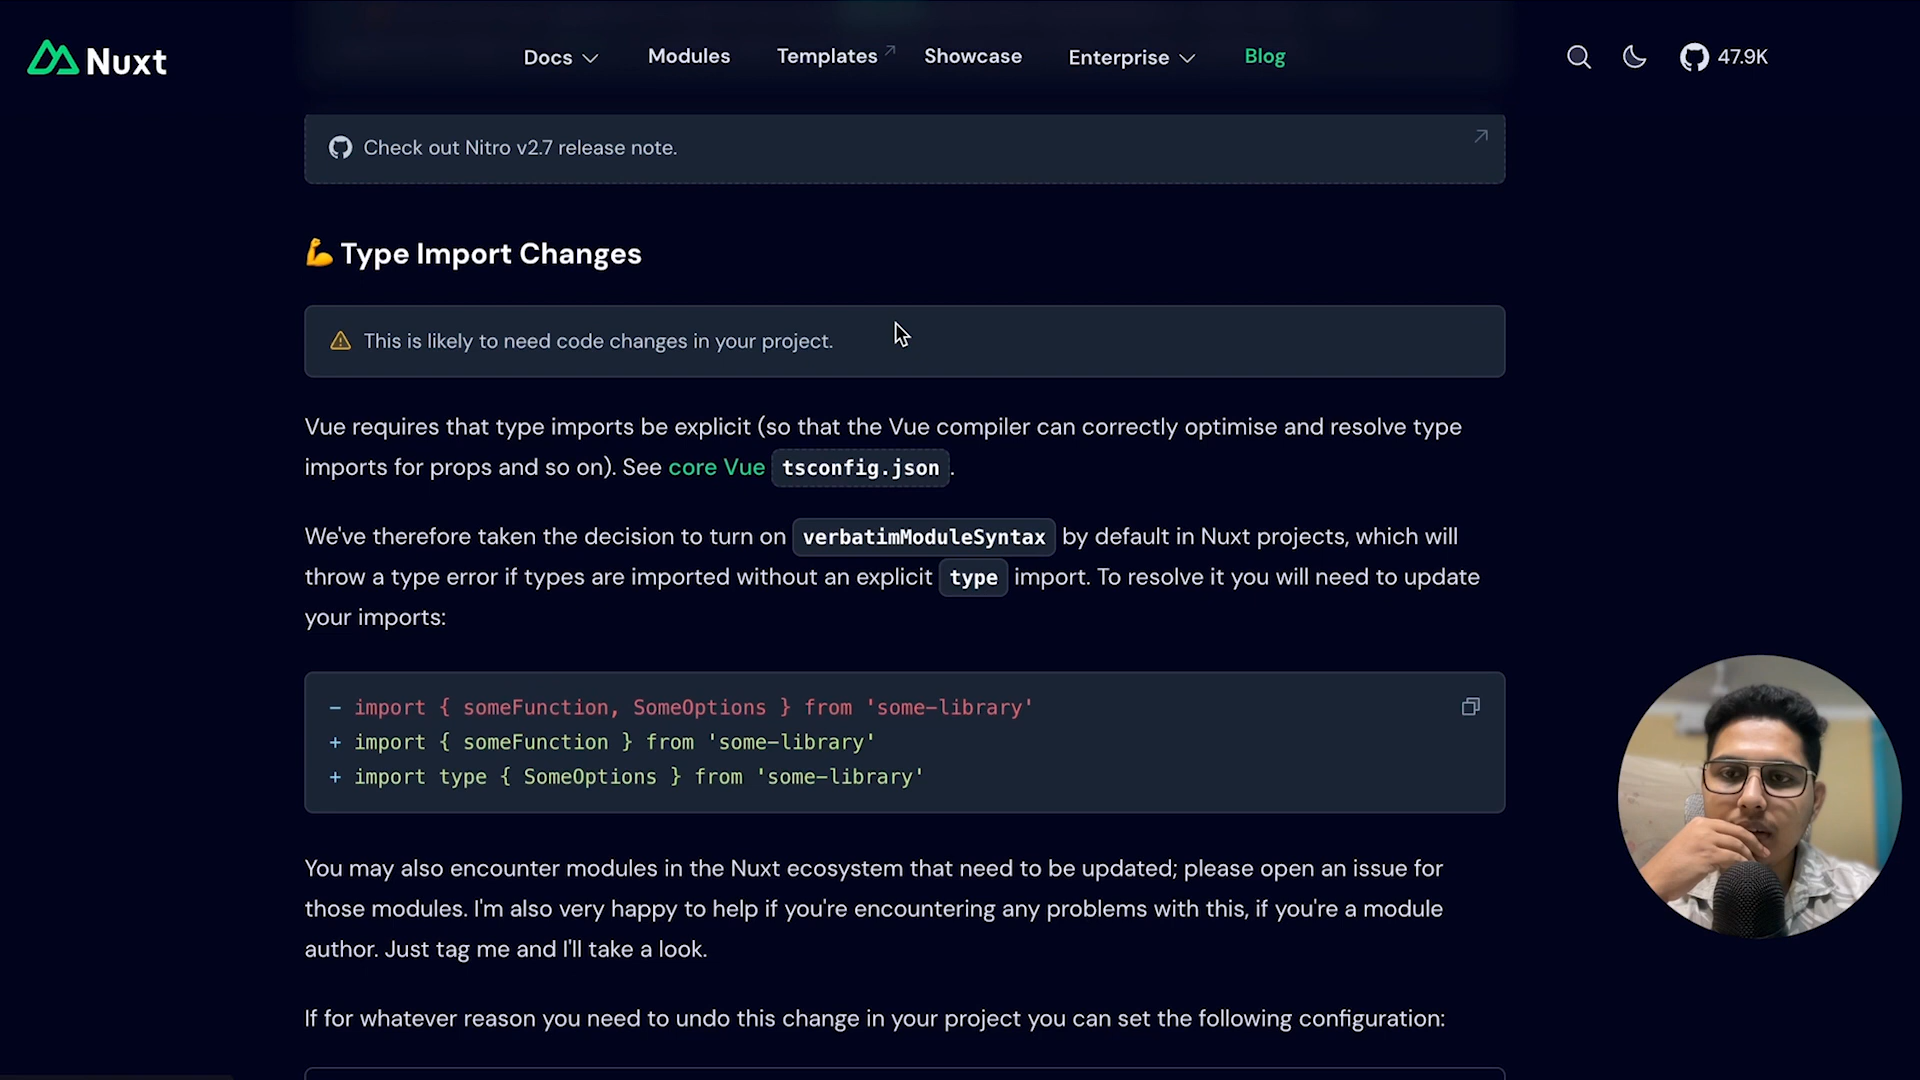 Nuxt
Docs
Modules
Templates
Showcase
Enterprise
Blog
47.9K
Check out Nitro v2.7 release note.
💪 Type Import Changes
This is likely to need code changes in your project.
Vue requires that type imports be explicit (so that the Vue compiler can correctly optimise and resolve type
imports for props and so on). See core Vue tsconfig.json.
We've therefore taken the decision to turn on verbatimModuleSyntax by default in Nuxt projects, which will
throw a type error if types are imported without an explicit type import. To resolve it you will need to update
your imports:
- import { someFunction, SomeOptions } from 'some-library'
+ import { someFunction } from 'some-library'
+ import type { SomeOptions } from 'some-library'
You may also encounter modules in the Nuxt ecosystem that need to be updated; please open an issue for
those modules. I'm also very happy to help if you're encountering any problems with this, if you're a module
author. Just tag me and I'll take a look.
If for whatever reason you need to undo this change in your project you can set the following configuration: